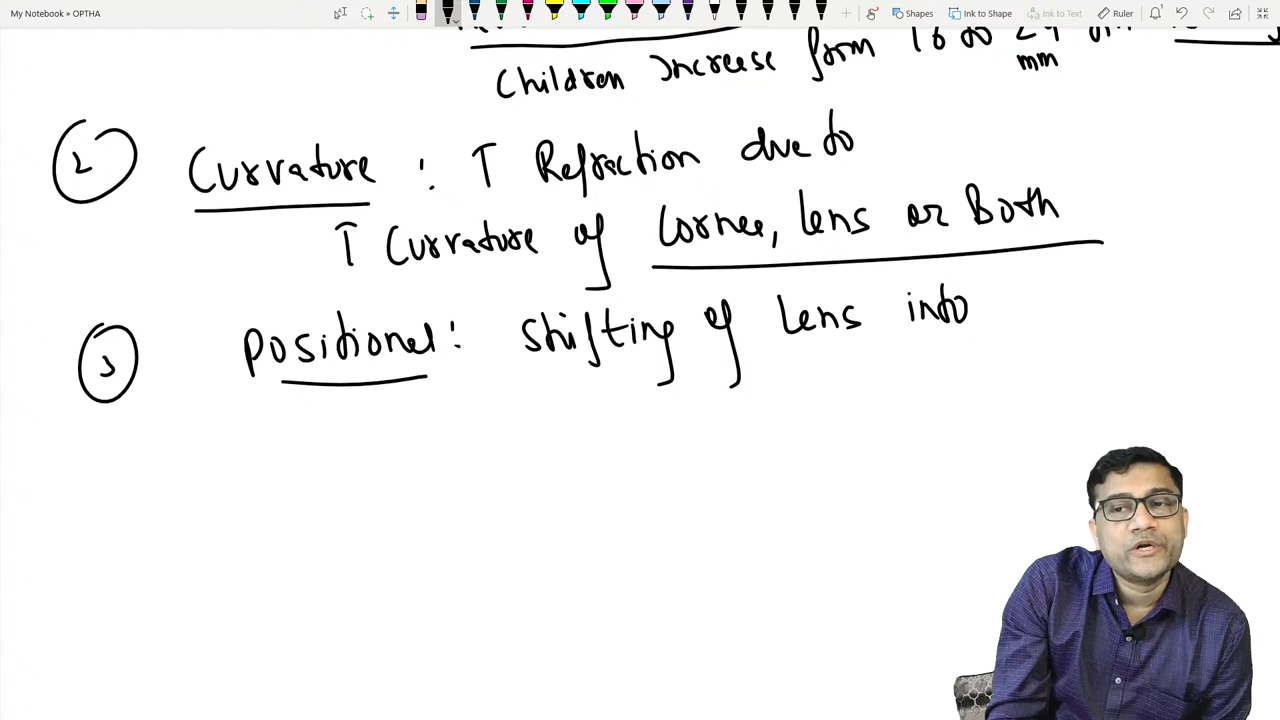 My Notebook » OPTHA
Shapes
Ink to Shape
Ink to Text
Ruler
Children Increase from 16 to 24
mm
2 Curvature : ↑ Refraction due to
↑ Curvature of Cornea, lens or Both
3 Positional : Shifting of Lens into